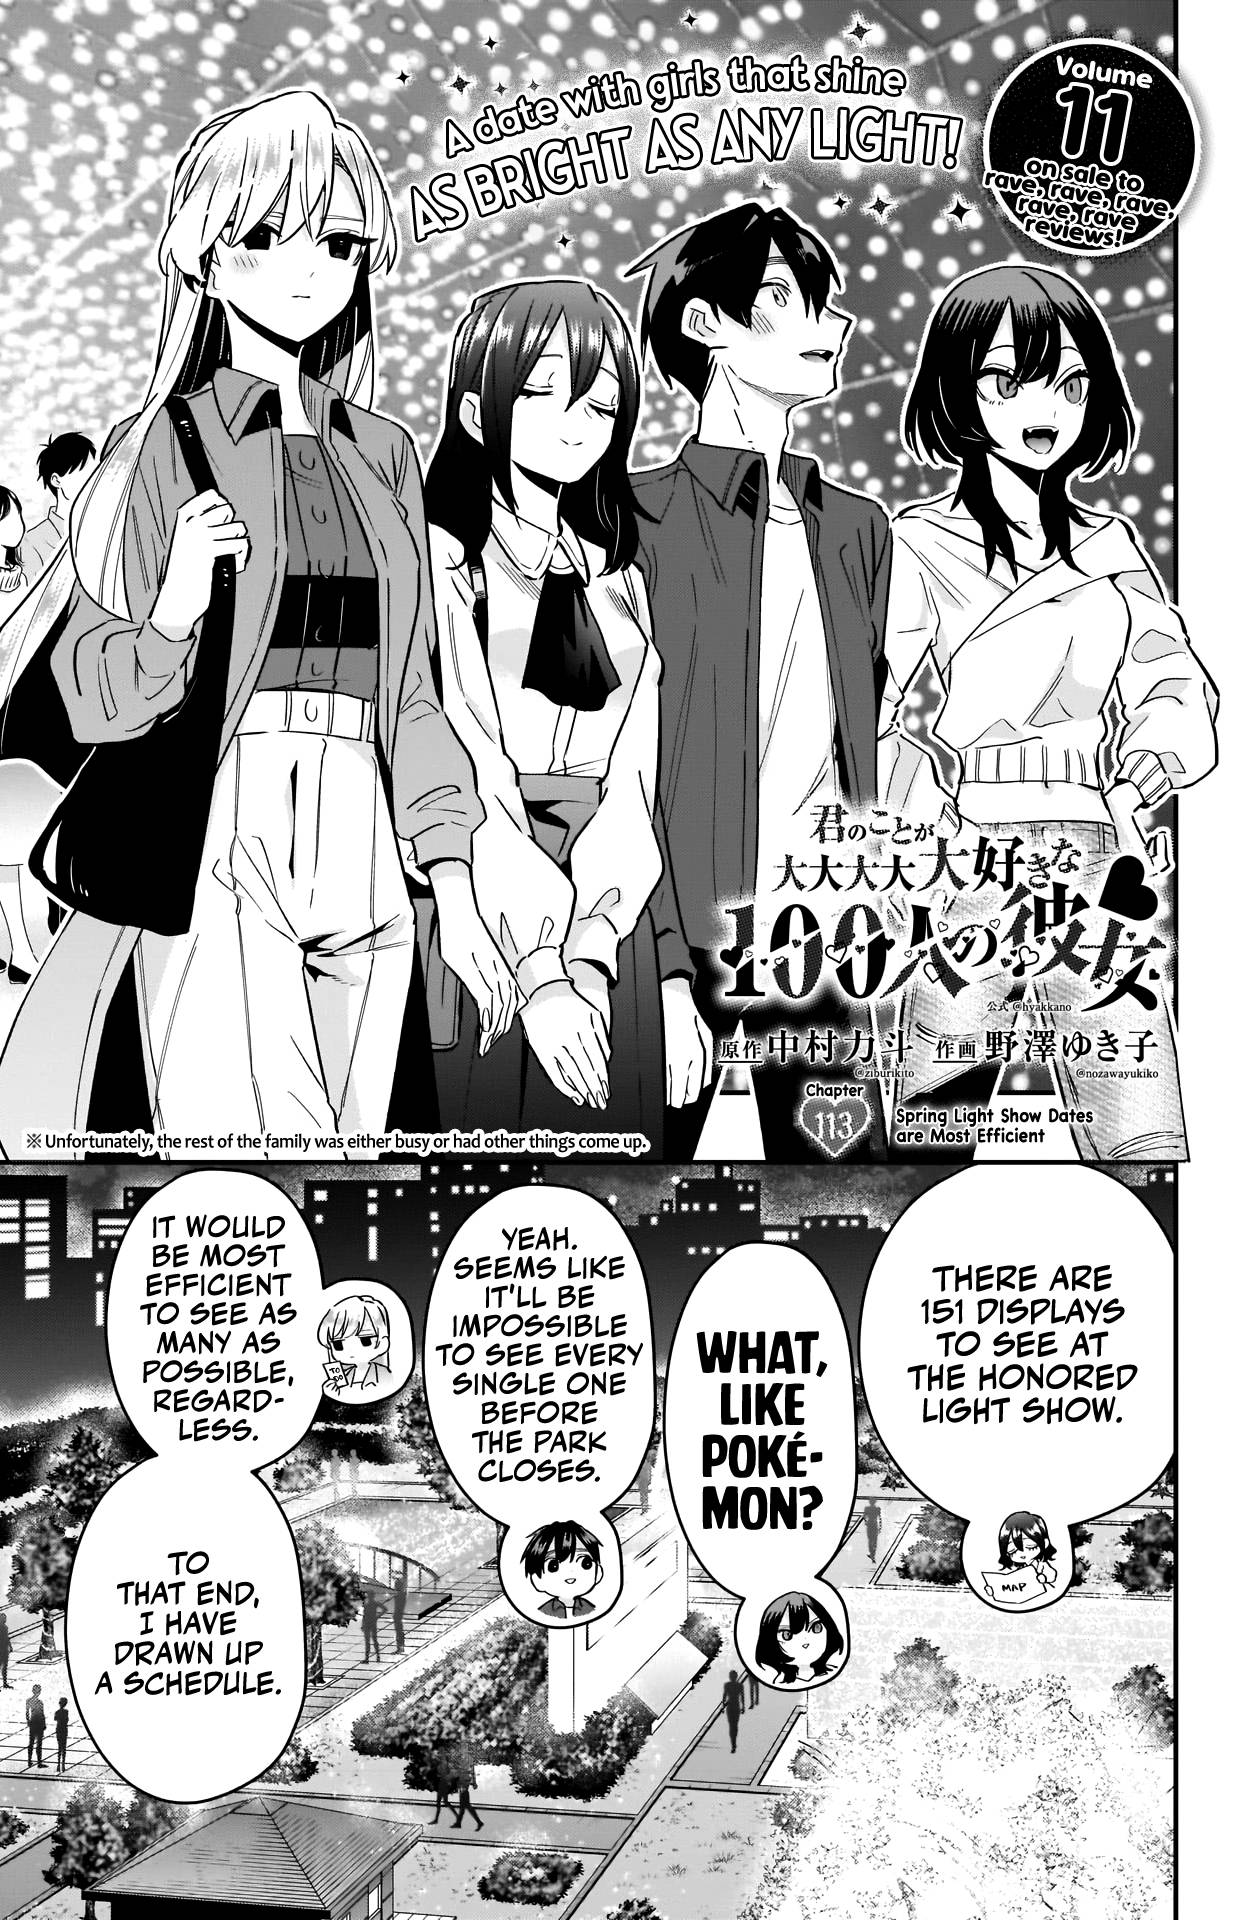 A date with girls that shine
AS BRIGHT AS ANY LIGHT!
Volume
11
on sale to
rave, rave, rave,
rave, rave
reviews!
君のことが
大大大大大好きな
100人の彼女
公式 @hyakkano
原作 中村力斗 作画 野澤ゆき子
@ziburikito @nozawayukiko
Chapter
113
Spring Light Show Dates
are Most Efficient
※ Unfortunately, the rest of the family was either busy or had other things come up.
THERE ARE
151 DISPLAYS
TO SEE AT
THE HONORED
LIGHT SHOW.
MAP
WHAT,
LIKE
POKÉ-
MON?
YEAH.
SEEMS LIKE
IT'LL BE
IMPOSSIBLE
TO SEE EVERY
SINGLE ONE
BEFORE
THE PARK
CLOSES.
IT WOULD
BE MOST
EFFICIENT
TO SEE AS
MANY AS
POSSIBLE,
REGARD-
LESS.
TO
DO
TO
THAT END,
I HAVE
DRAWN UP
A SCHEDULE.